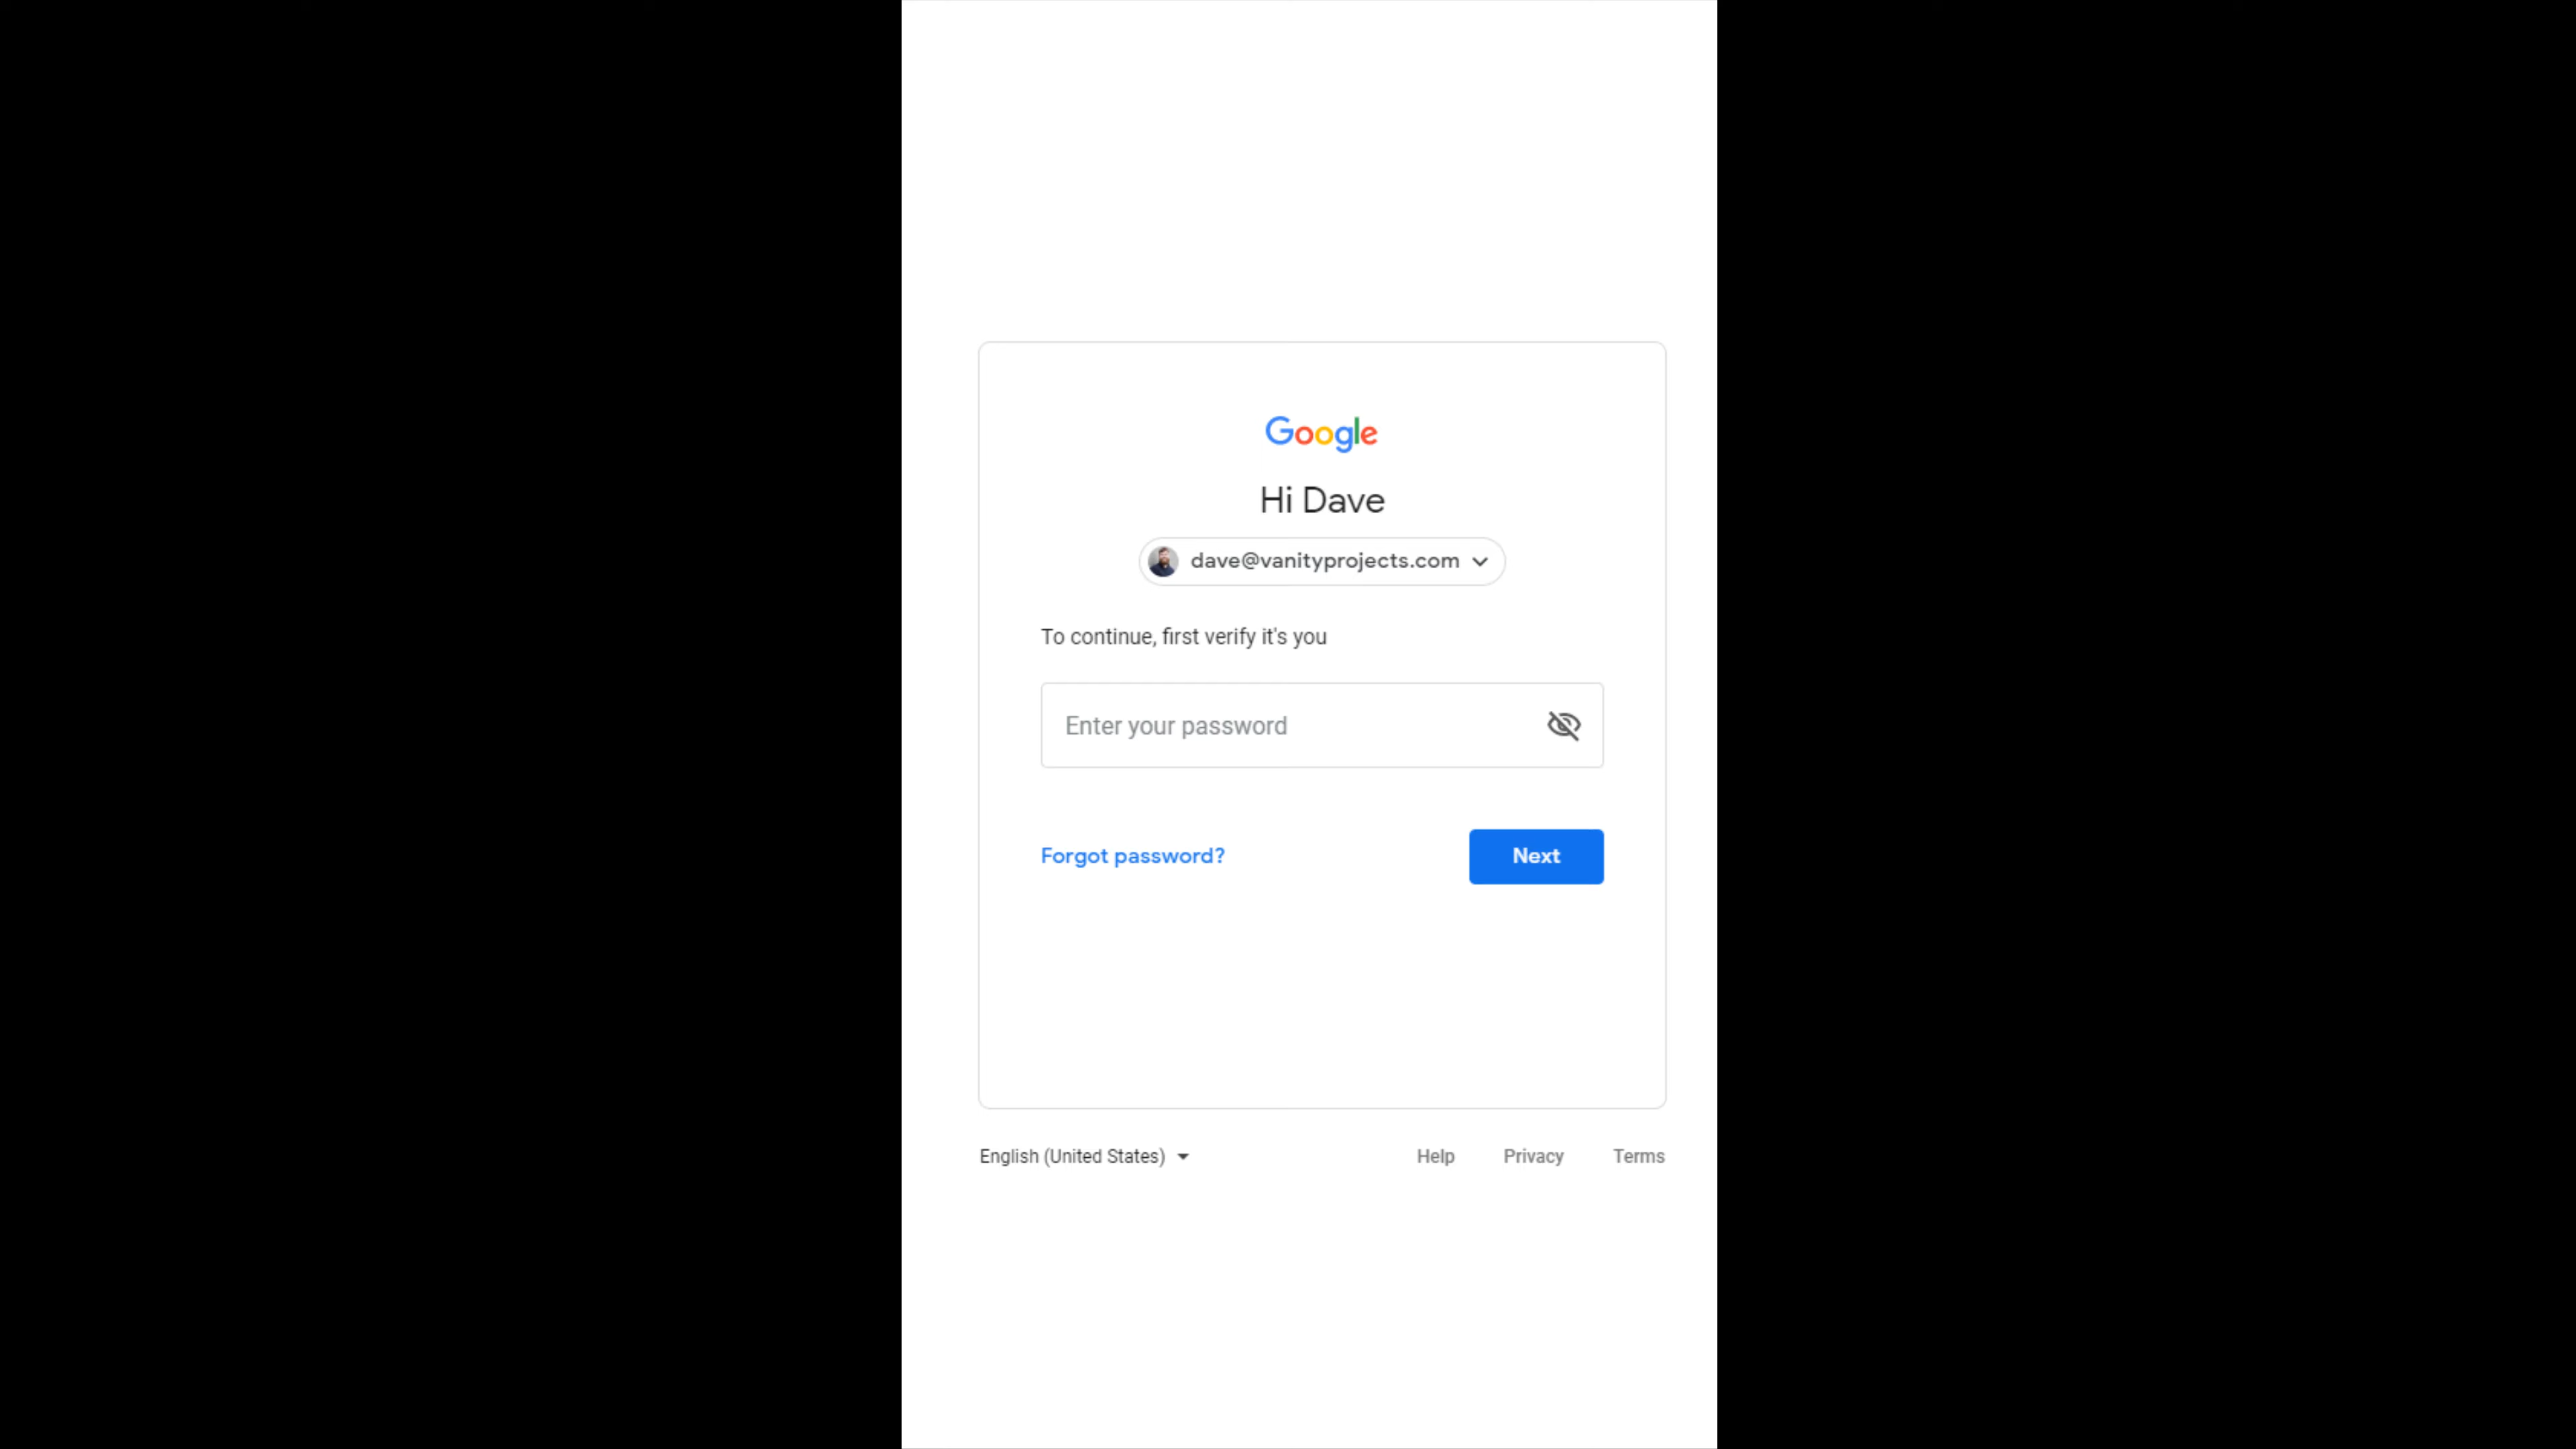 Google
Hi Dave
dave@vanityprojects.com
To continue, first verify it's you
Enter your password
Forgot password?
Next
English (United States)
Help
Privacy
Terms